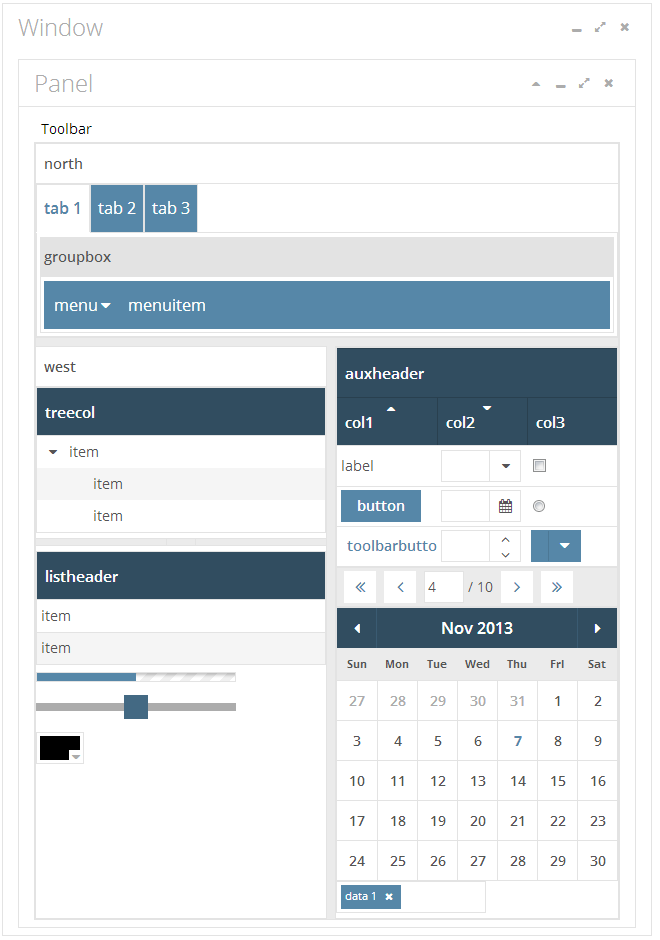 Window
Panel
Toolbar
north
tab 1 tab 2 tab 3
groupbox
menu menuitem
west
treecol
item
item
item
listheader
item
item
auxheader
col1 col2 col3
label
button
toolbarbutto
4 / 10
Nov 2013
Sun Mon Tue Wed Thu Fri Sat
27 28 29 30 31 1 2
3 4 5 6 7 8 9
10 11 12 13 14 15 16
17 18 19 20 21 22 23
24 25 26 27 28 29 30
data 1